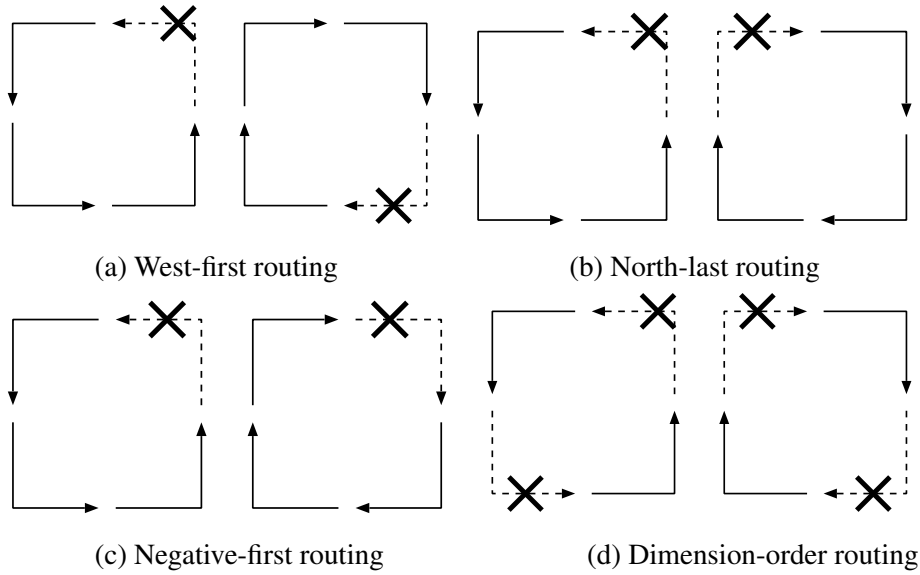 (a) West-first routing
(b) North-last routing
(c) Negative-first routing
(d) Dimension-order routing